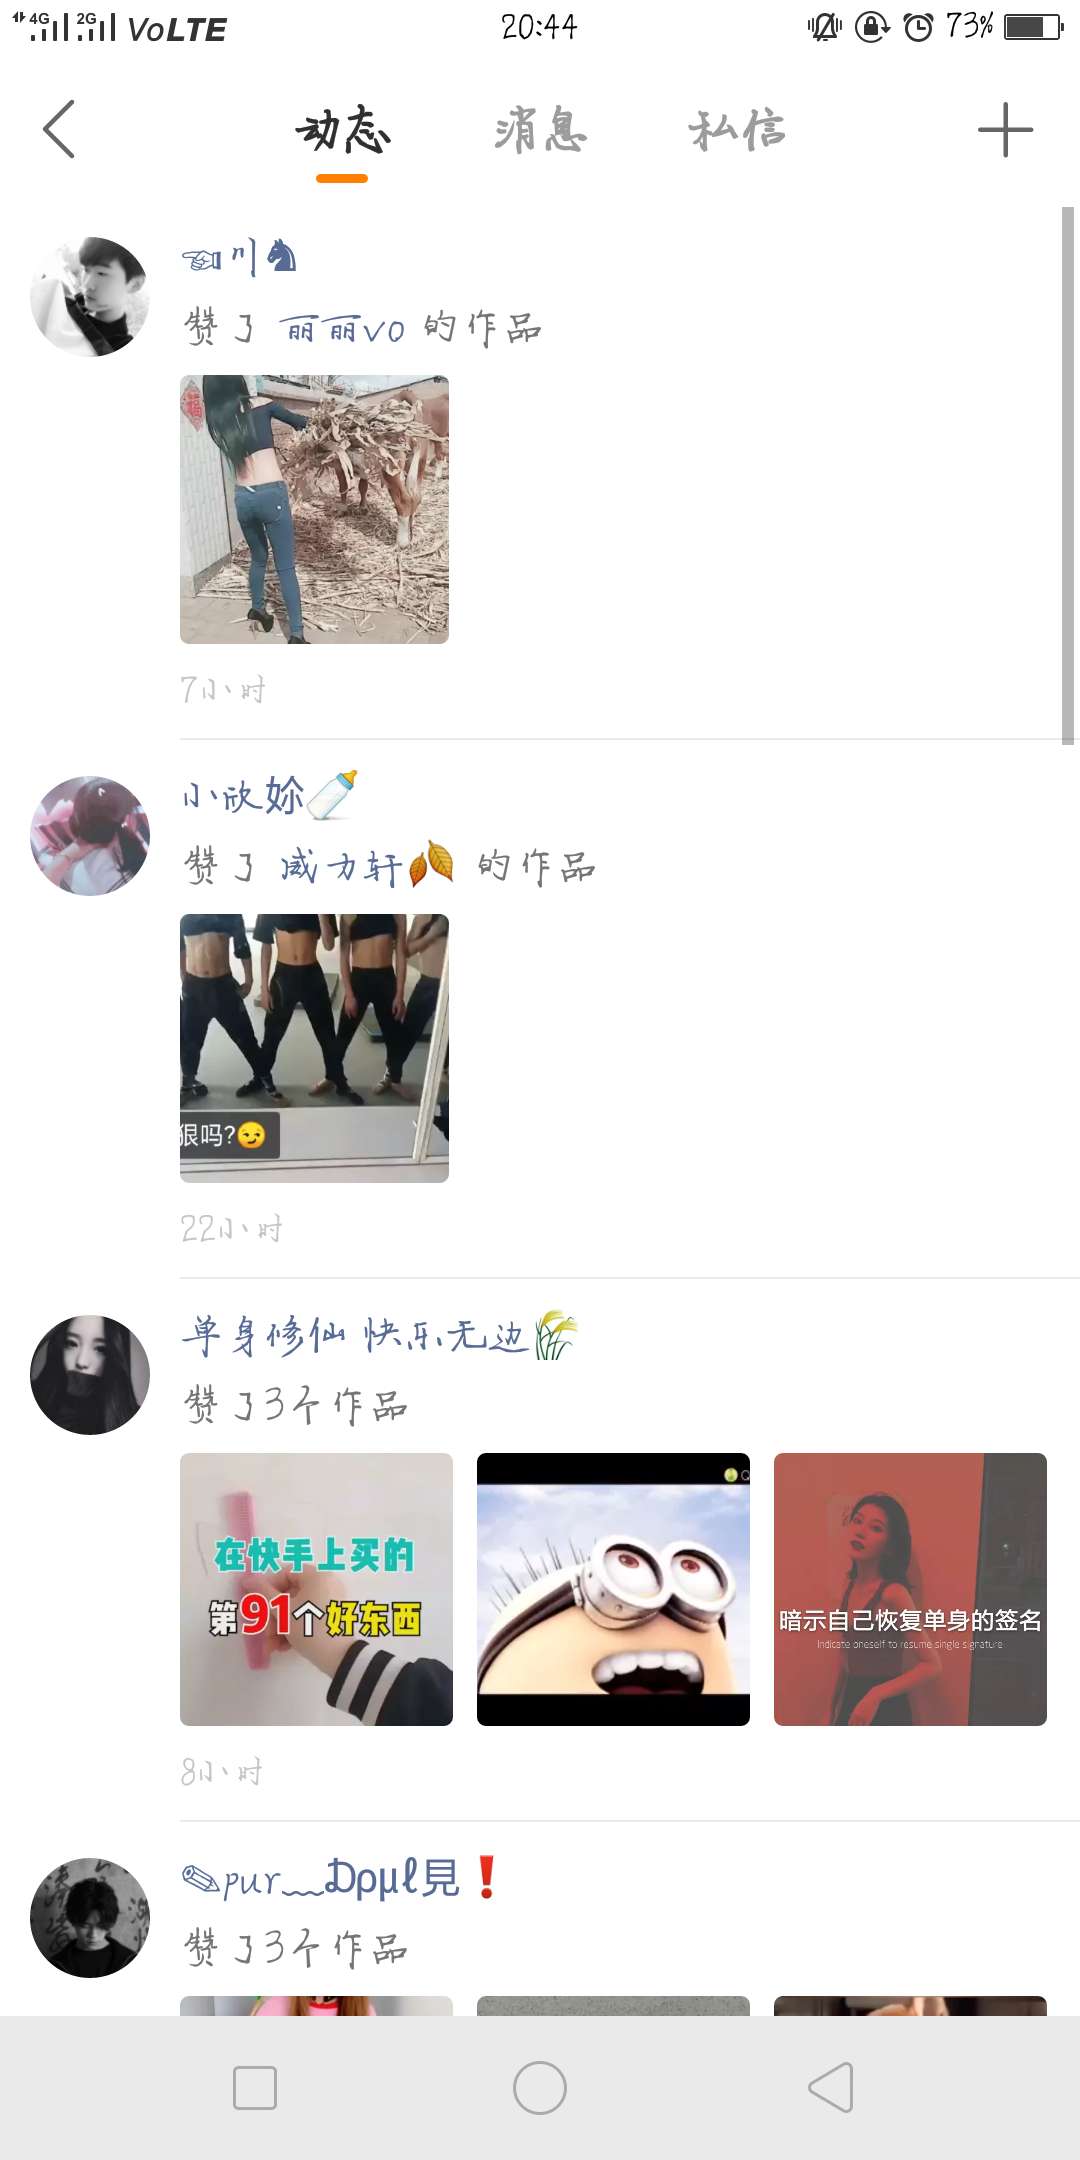 4G 2G VoLTE 20:44 73%
动态 消息 私信
☜〃川♞
赞了 丽丽vo 的作品
福
7小时
小欣妳🍼
赞了 威力轩🍂 的作品
狠吗?😏
22小时
单身修仙 快乐无边🌾
赞了3个作品
在快手上买的
第91个好东西
暗示自己恢复单身的签名
Indicate oneself to resume single signature
8小时
✎pur﹏Ɗρμℓ見❗
赞了3个作品